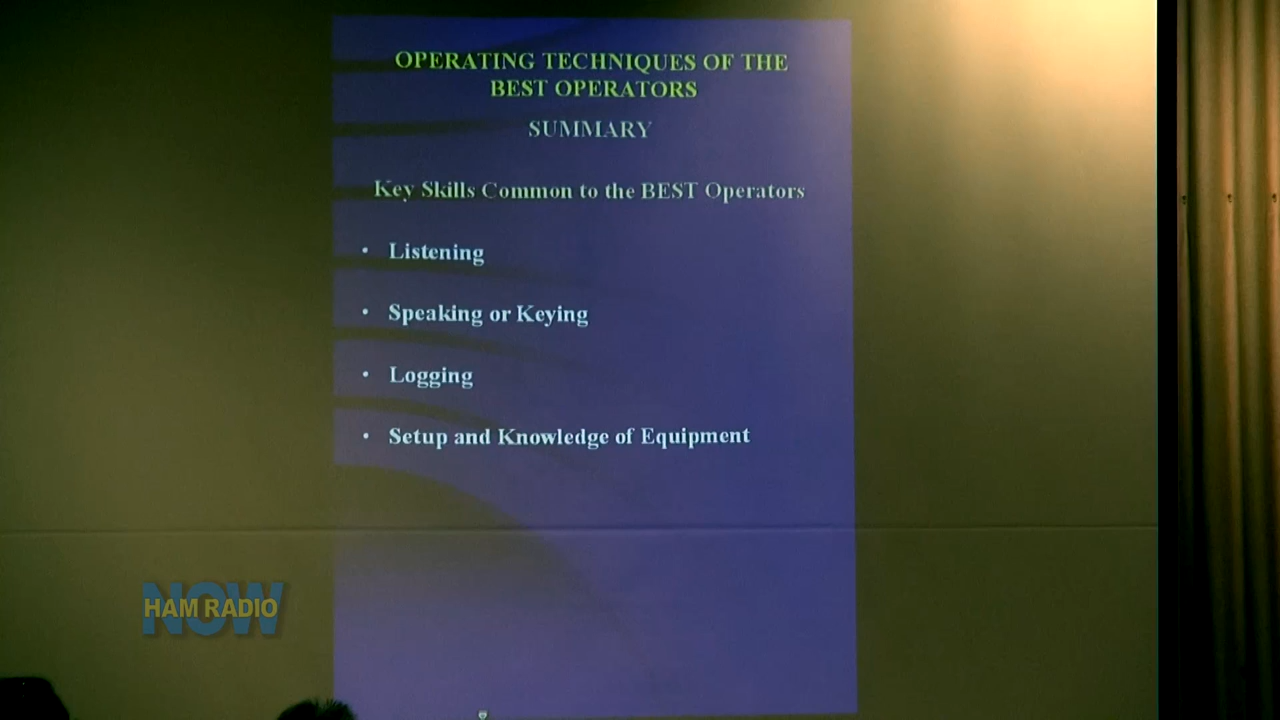 OPERATING TECHNIQUES OF THE
BEST OPERATORS
SUMMARY
Key Skills Common to the BEST Operators
• Listening
• Speaking or Keying
• Logging
• Setup and Knowledge of Equipment
NOW
HAM RADIO